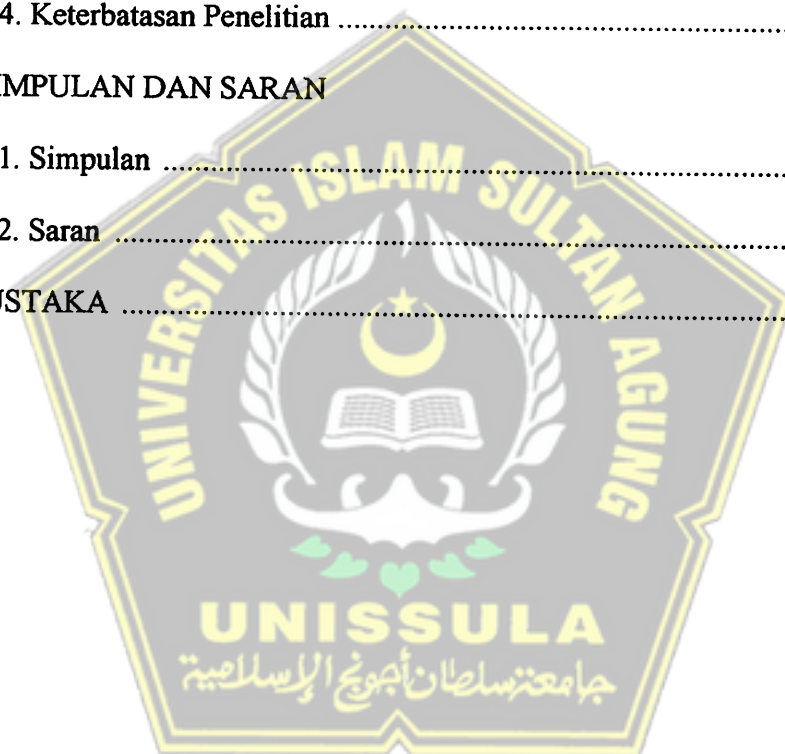 4. Keterbatasan Penelitian ........................................................
IMPULAN DAN SARAN
1. Simpulan ........................................................
2. Saran ........................................................
USTAKA ........................................................
UNIVERSITAS ISLAM SULTAN AGUNG
UNISSULA
جامعة سلطان أجونج الإسلامية